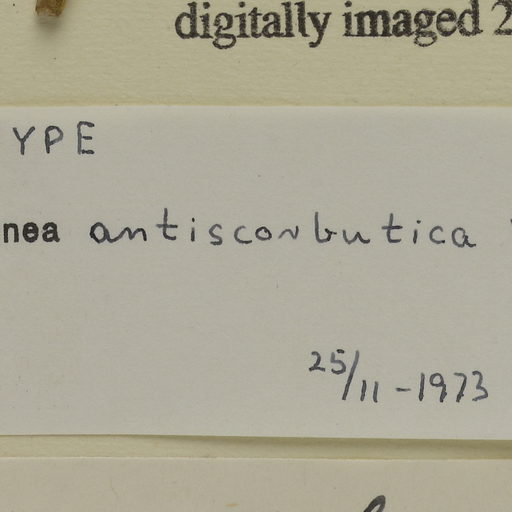 digitally imaged 2
YPE
nea antiscorbutica
25/11-1973